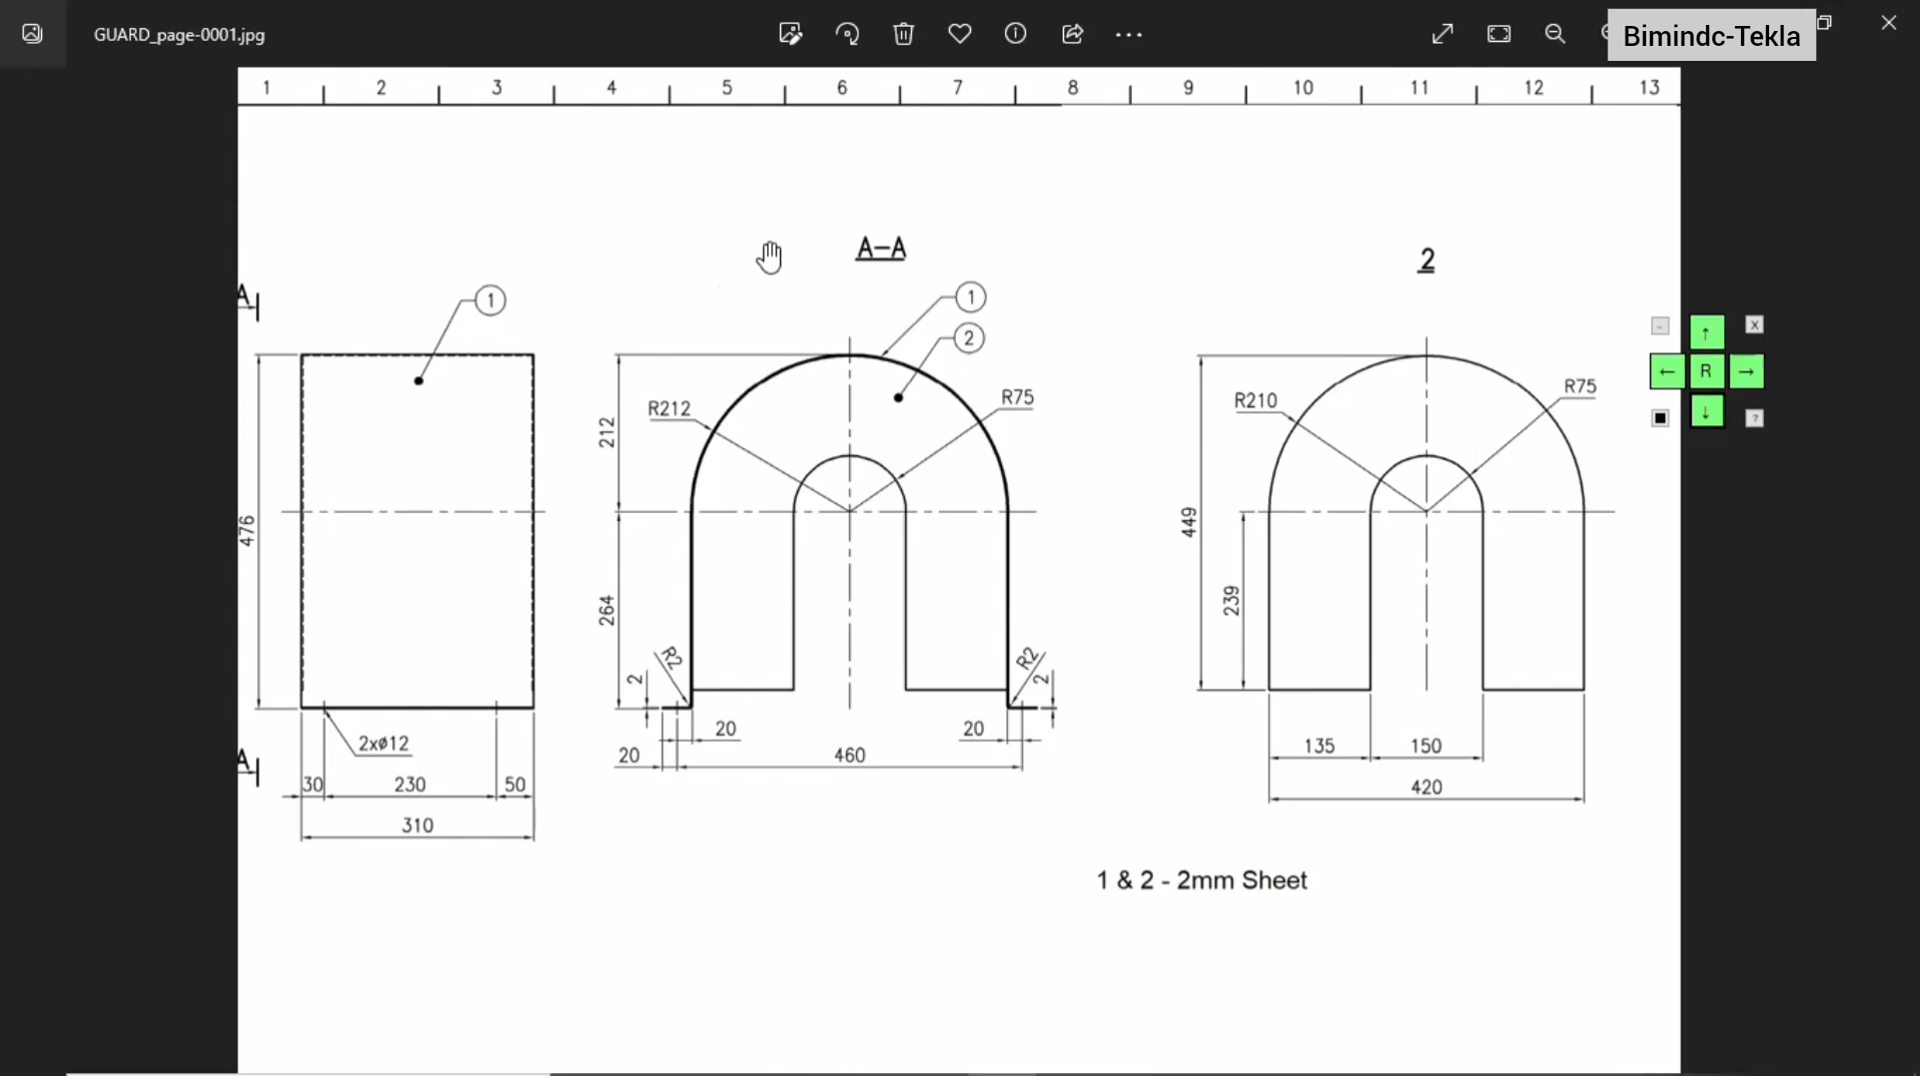 GUARD_page-0001.jpg
Bimindc-Tekla
1 2 3 4 5 6 7 8 9 10 11 12 13
A-A
2
A
1
1
2
R212
R75
R210
R75
212
476
449
264
239
R2
R2
2
2
R
X
?
2xø12
20
20
20
460
135
150
30
230
50
420
310
A
1 & 2 - 2mm Sheet